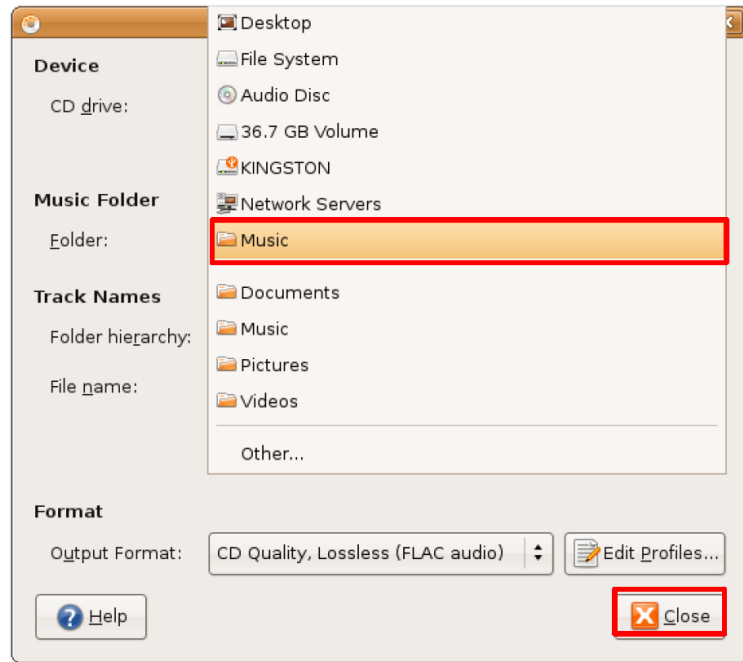 Desktop
Device
File System
CD drive:
Audio Disc
36.7 GB Volume
KINGSTON
Music Folder
Network Servers
Folder:
Music
Track Names
Documents
Folder hierarchy:
Music
Pictures
File name:
Videos
Other...
Format
Output Format:
CD Quality, Lossless (FLAC audio)
Edit Profiles...
Help
Close